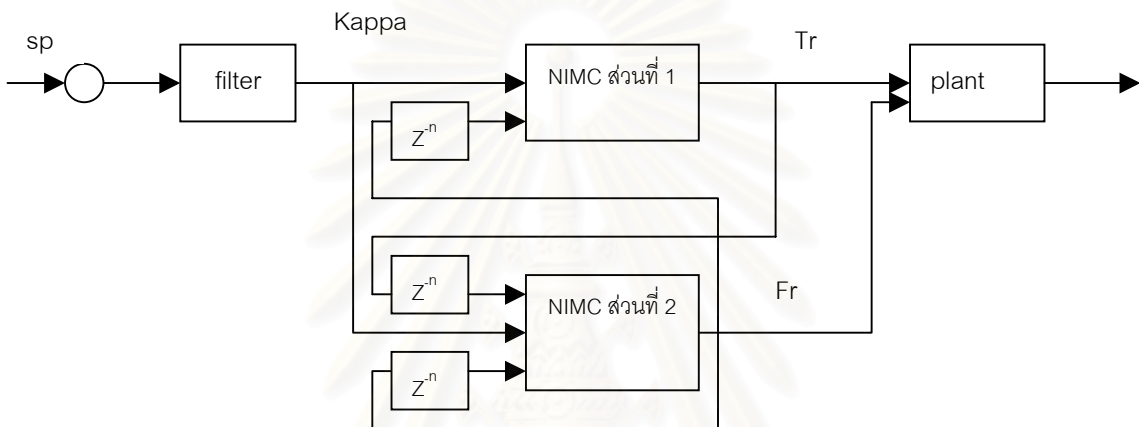 Kappa
sp
Tr
filter
NIMC ส่วนที่ 1
plant
Z-n
Z-n
NIMC ส่วนที่ 2
Fr
Z-n